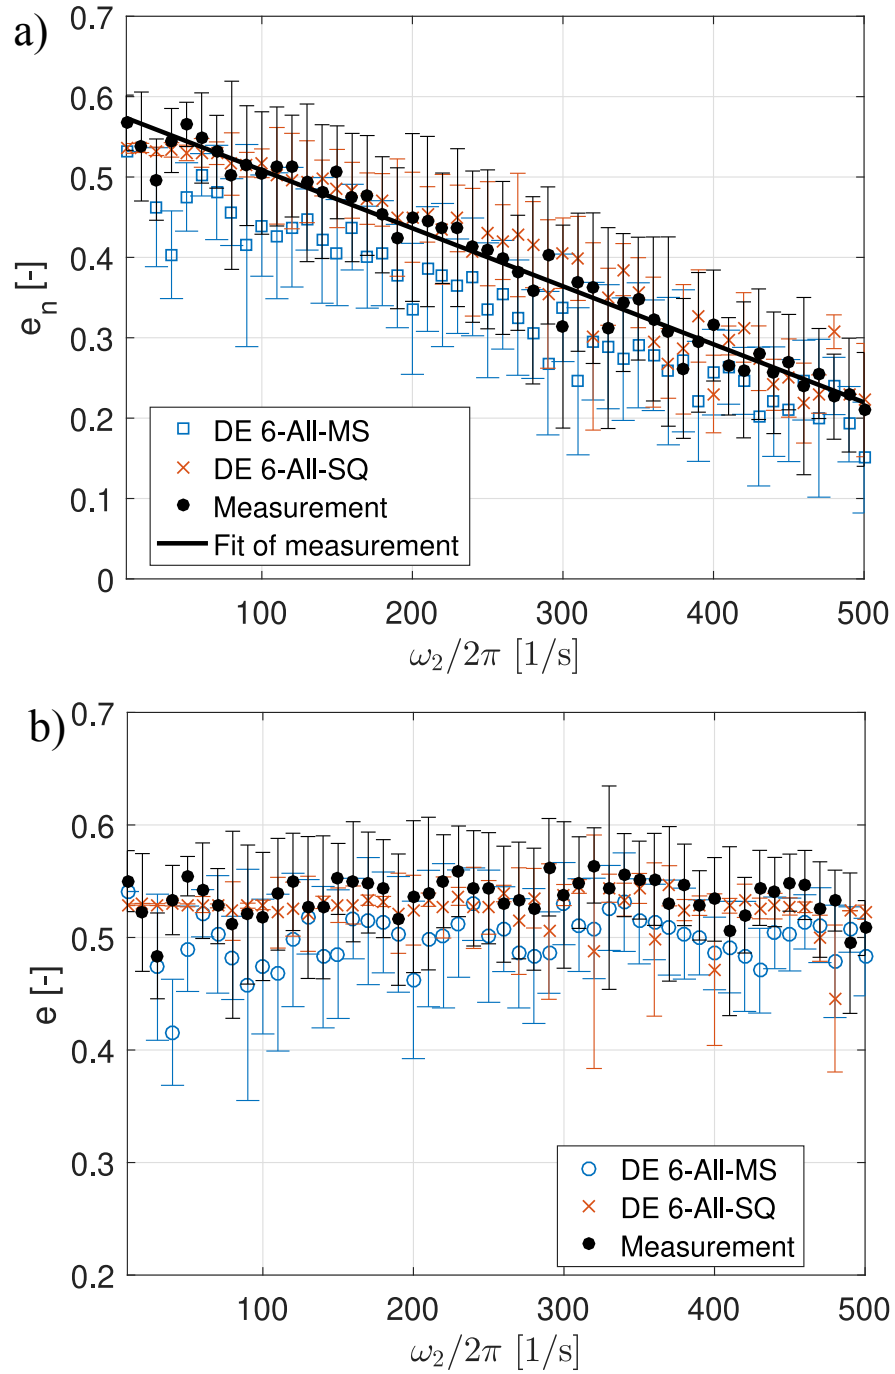 a)
0.7
0.6
0.5
0.4
0.3
0.2
0.1
0
e_n [-]
DE 6-All-MS
DE 6-All-SQ
Measurement
Fit of measurement
100 200 300 400 500
ω₂/2π [1/s]
b)
0.7
0.6
0.5
0.4
0.3
0.2
e [-]
DE 6-All-MS
DE 6-All-SQ
Measurement
100 200 300 400 500
ω₂/2π [1/s]